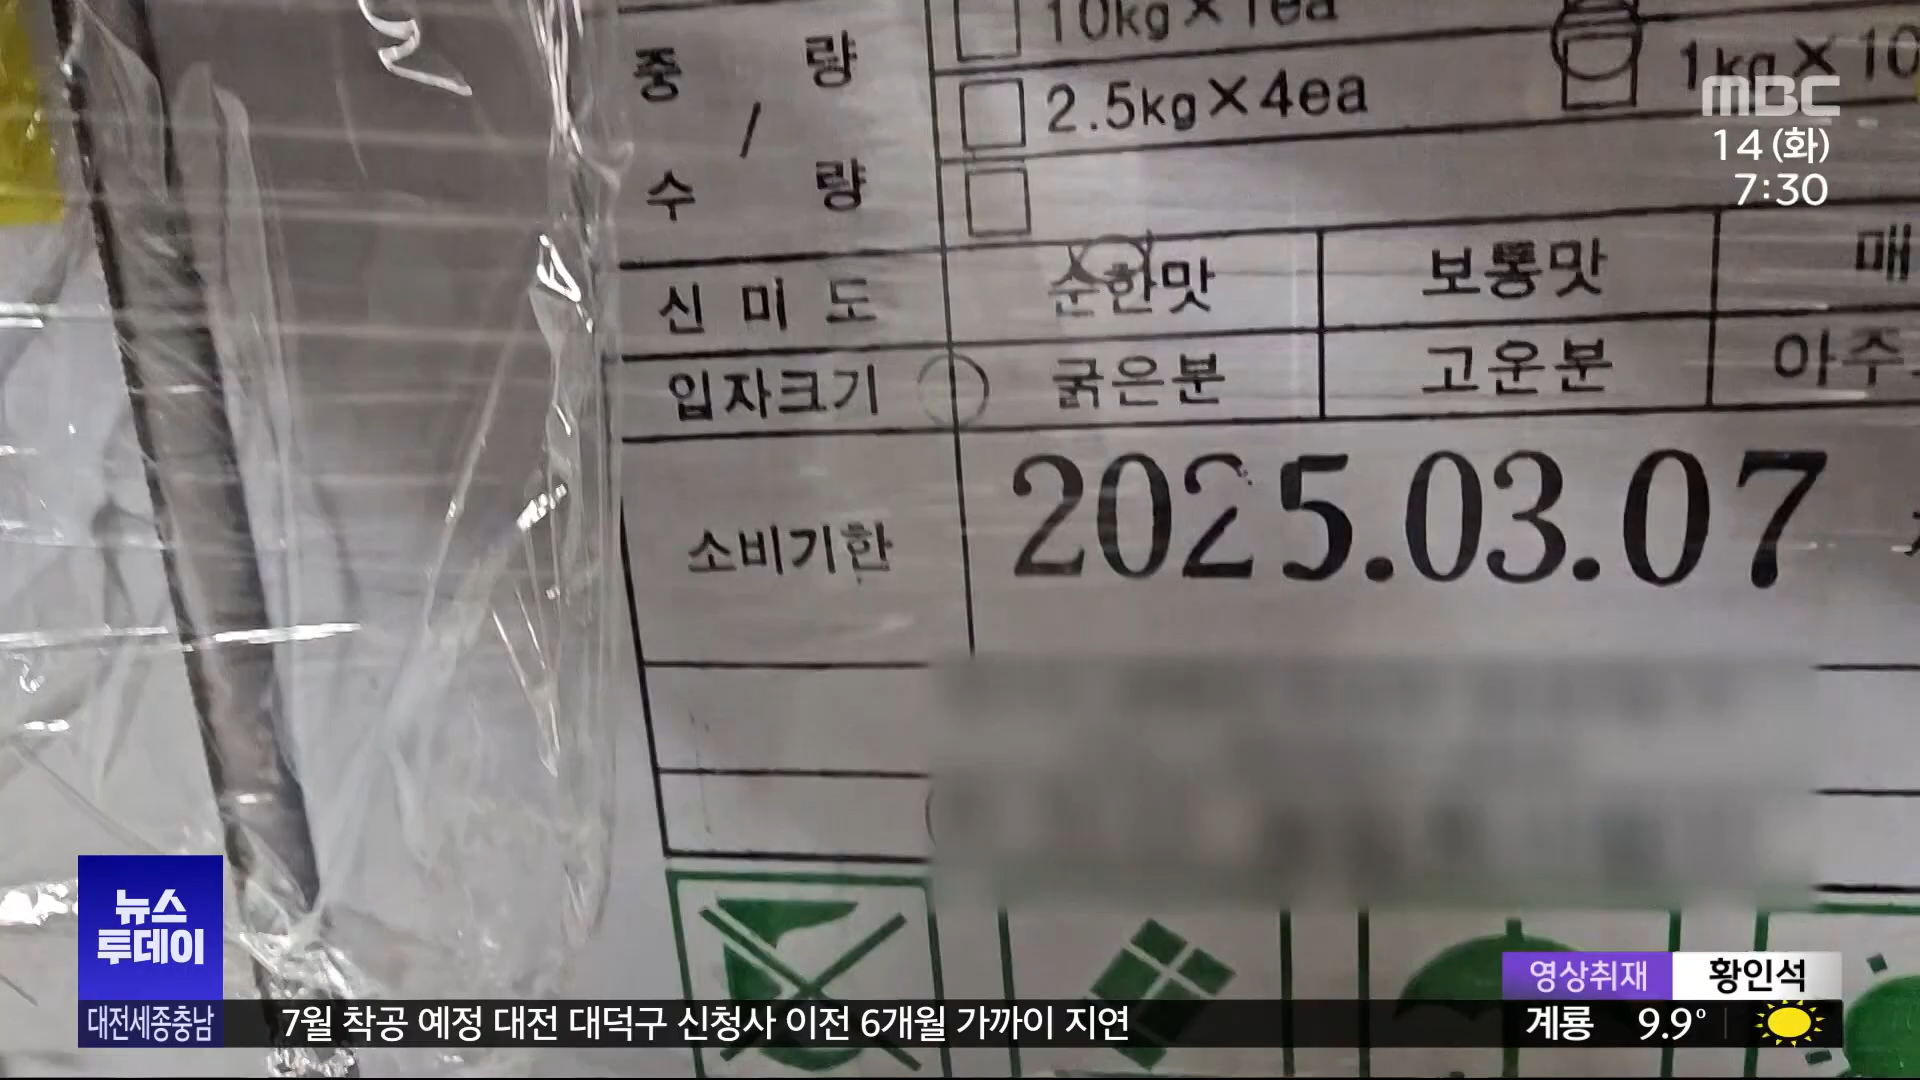 10kg×1ea
중 량
/
수 량
2.5kg×4ea
1kg×10
mbc
14(화)
7:30
신 미 도
순한맛
보통맛
매
입자크기
굵은분
고운분
아주
소비기한
2025.03.07
뉴스
투데이
영상취재
황인석
대전세종충남
7월 착공 예정 대전 대덕구 신청사 이전 6개월 가까이 지연
계룡
9.9°